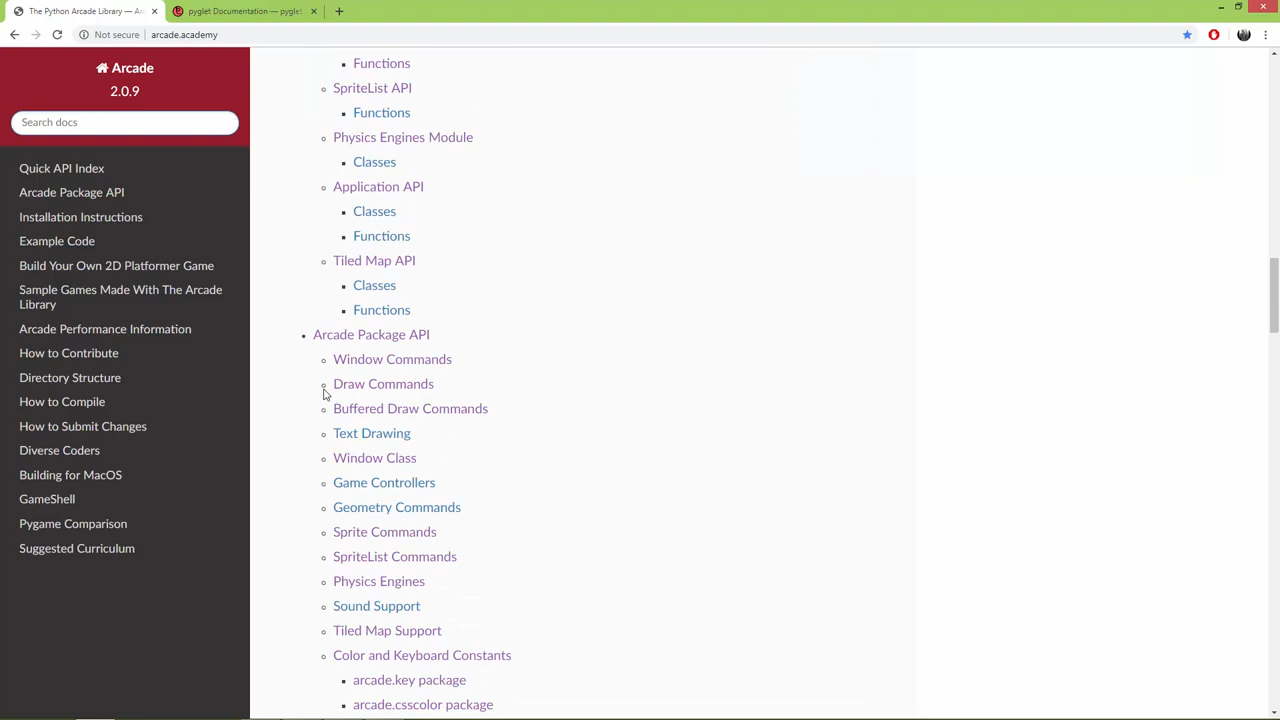 The Python Arcade Library — Arc
pyglet Documentation — pyglet
Not secure
arcade.academy
Arcade
2.0.9
Search docs
Quick API Index
Arcade Package API
Installation Instructions
Example Code
Build Your Own 2D Platformer Game
Sample Games Made With The Arcade
Library
Arcade Performance Information
How to Contribute
Directory Structure
How to Compile
How to Submit Changes
Diverse Coders
Building for MacOS
GameShell
Pygame Comparison
Suggested Curriculum
Functions
SpriteList API
Functions
Physics Engines Module
Classes
Application API
Classes
Functions
Tiled Map API
Classes
Functions
Arcade Package API
Window Commands
Draw Commands
Buffered Draw Commands
Text Drawing
Window Class
Game Controllers
Geometry Commands
Sprite Commands
SpriteList Commands
Physics Engines
Sound Support
Tiled Map Support
Color and Keyboard Constants
arcade.key package
arcade.csscolor package